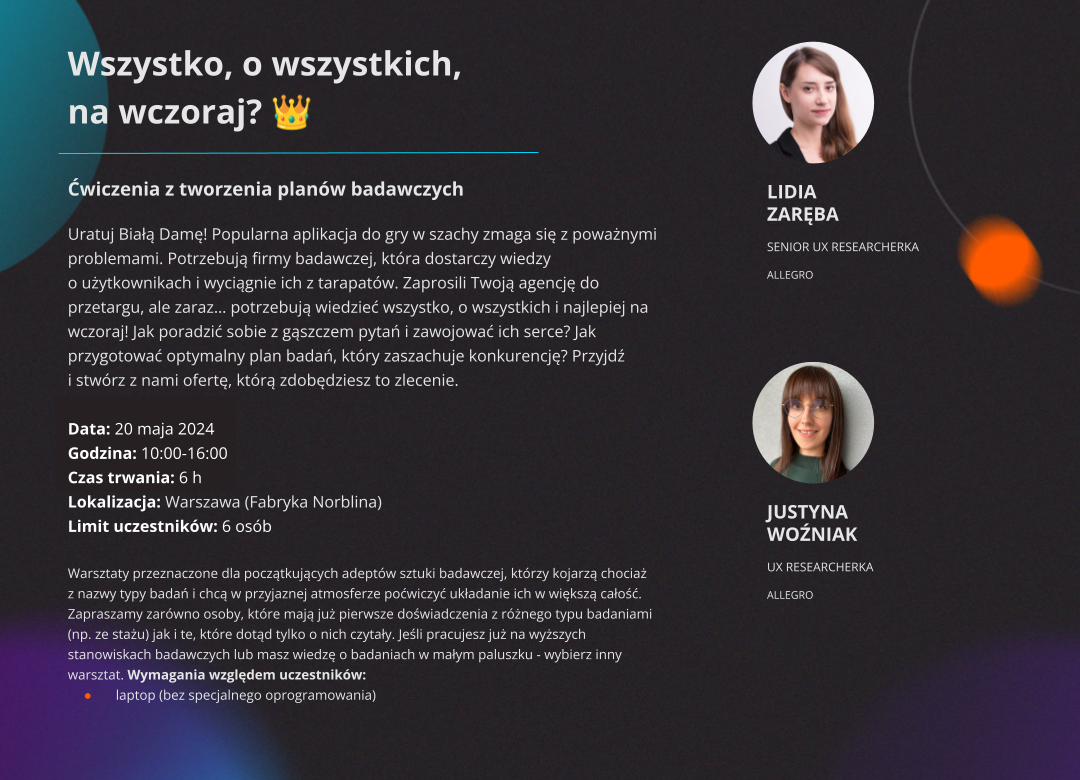 Wszystko, o wszystkich,
na wczoraj? 👑
Ćwiczenia z tworzenia planów badawczych
Uratuj Białą Damę! Popularna aplikacja do gry w szachy zmaga się z poważnymi
problemami. Potrzebują firmy badawczej, która dostarczy wiedzy
o użytkownikach i wyciągnie ich z tarapatów. Zaprosili Twoją agencję do
przetargu, ale zaraz... potrzebują wiedzieć wszystko, o wszystkich i najlepiej na
wczoraj! Jak poradzić sobie z gąszczem pytań i zawojować ich serce? Jak
przygotować optymalny plan badań, który zaszachuje konkurencję? Przyjdź
i stwórz z nami ofertę, którą zdobędziesz to zlecenie.
Data: 20 maja 2024
Godzina: 10:00-16:00
Czas trwania: 6 h
Lokalizacja: Warszawa (Fabryka Norblina)
Limit uczestników: 6 osób
Warsztaty przeznaczone dla początkujących adeptów sztuki badawczej, którzy kojarzą chociaż
z nazwy typy badań i chcą w przyjaznej atmosferze poćwiczyć układanie ich w większą całość.
Zapraszamy zarówno osoby, które mają już pierwsze doświadczenia z różnego typu badaniami
(np. ze stażu) jak i te, które dotąd tylko o nich czytały. Jeśli pracujesz już na wyższych
stanowiskach badawczych lub masz wiedzę o badaniach w małym paluszku - wybierz inny
warsztat. Wymagania względem uczestników:
● laptop (bez specjalnego oprogramowania)
LIDIA
ZARĘBA
SENIOR UX RESEARCHERKA
ALLEGRO
JUSTYNA
WOŹNIAK
UX RESEARCHERKA
ALLEGRO